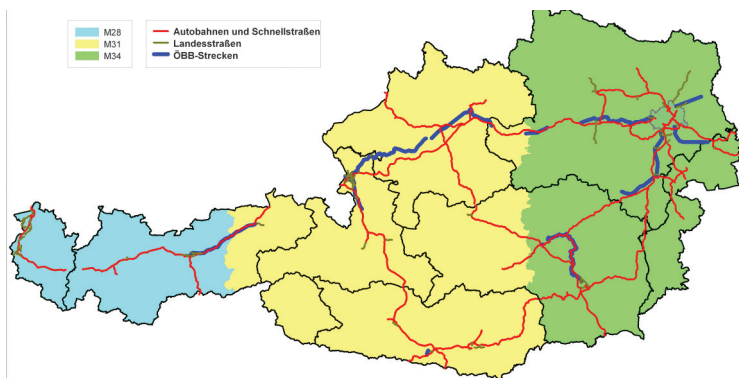 M28
M31
M34
Autobahnen und Schnellstraßen
Landesstraßen
ÖBB-Strecken